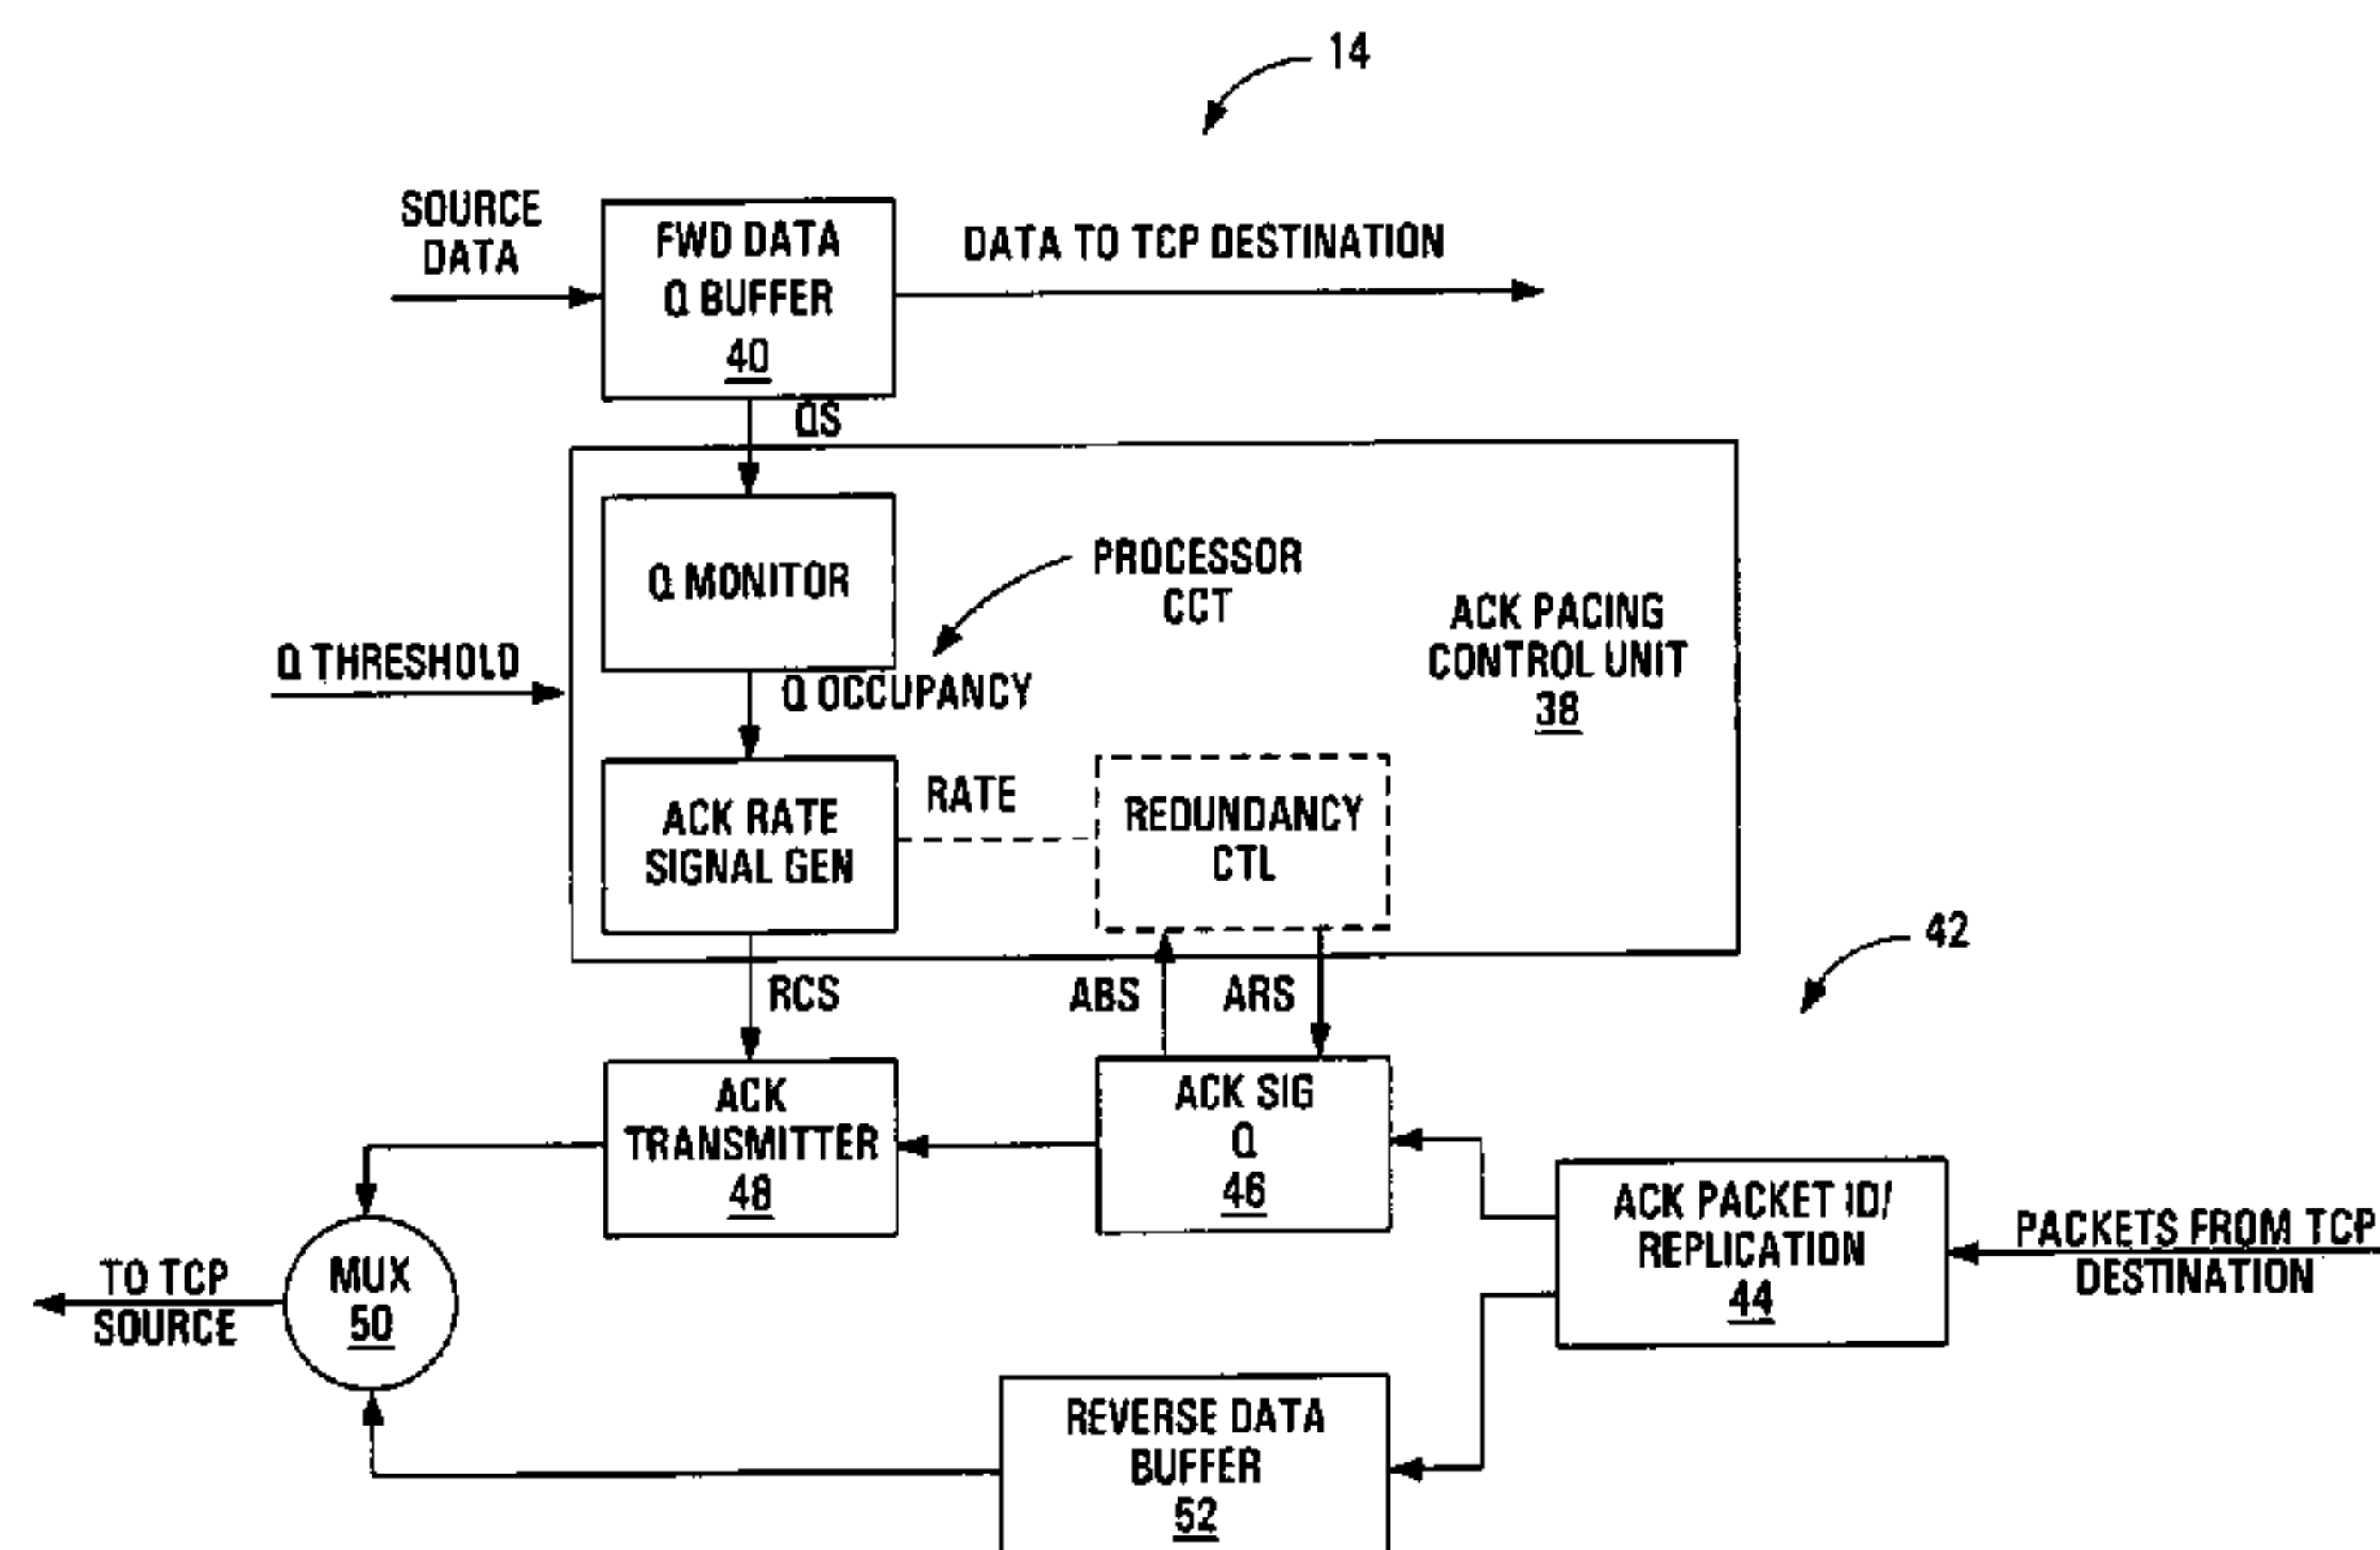 14
SOURCE
DATA
FWD DATA
Q BUFFER
40
DATA TO TCP DESTINATION
QS
Q MONITOR
PROCESSOR
CCT
ACK PACING
CONTROL UNIT
38
Q THRESHOLD
Q OCCUPANCY
ACK RATE
SIGNAL GEN
RATE
REDUNDANCY
CTL
42
RCS
ABS
ARS
ACK
TRANSMITTER
48
ACK SIG
Q
46
ACK PACKET ID/
REPLICATION
44
PACKETS FROM TCP
DESTINATION
TO TCP
SOURCE
MUX
50
REVERSE DATA
BUFFER
52